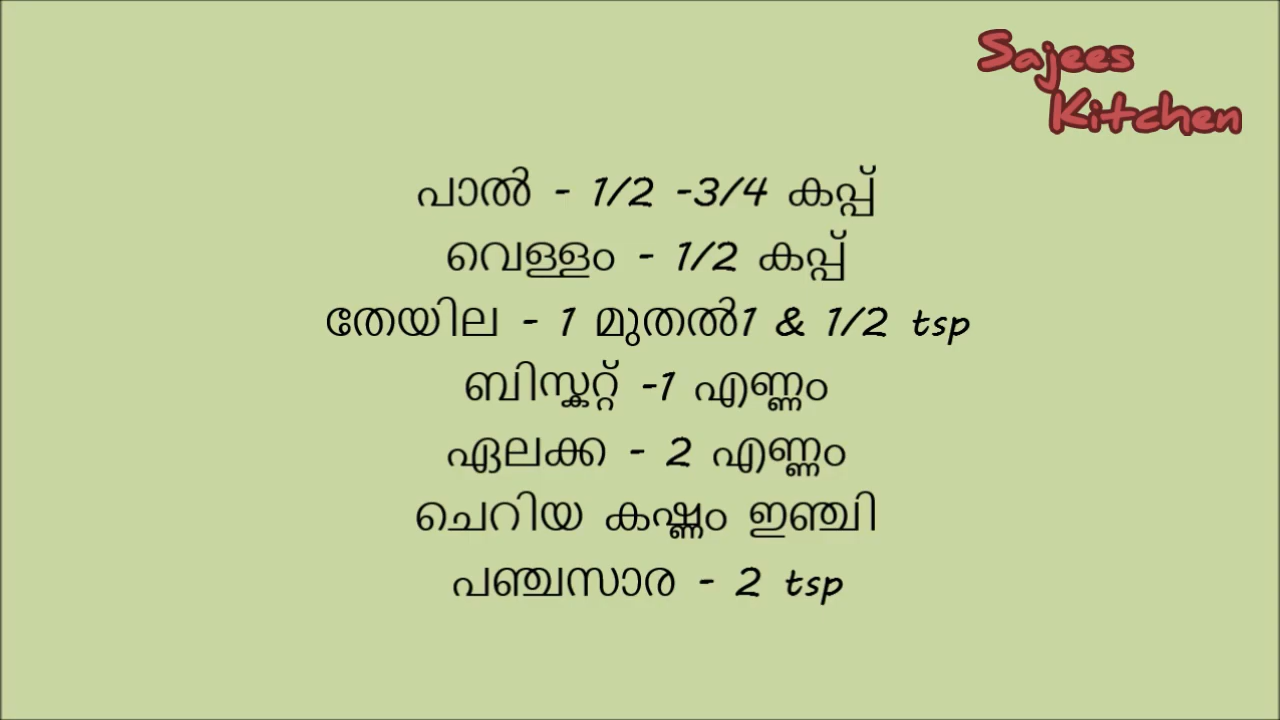 Sajees
Kitchen
പാൽ - 1/2 -3/4 കപ്പ്
വെള്ളം - 1/2 കപ്പ്
തേയില - 1 മുതൽ1 & 1/2 tsp
ബിസ്കറ്റ് -1 എണ്ണം
ഏലക്ക - 2 എണ്ണം
ചെറിയ കഷ്ണം ഇഞ്ചി
പഞ്ചസാര - 2 tsp